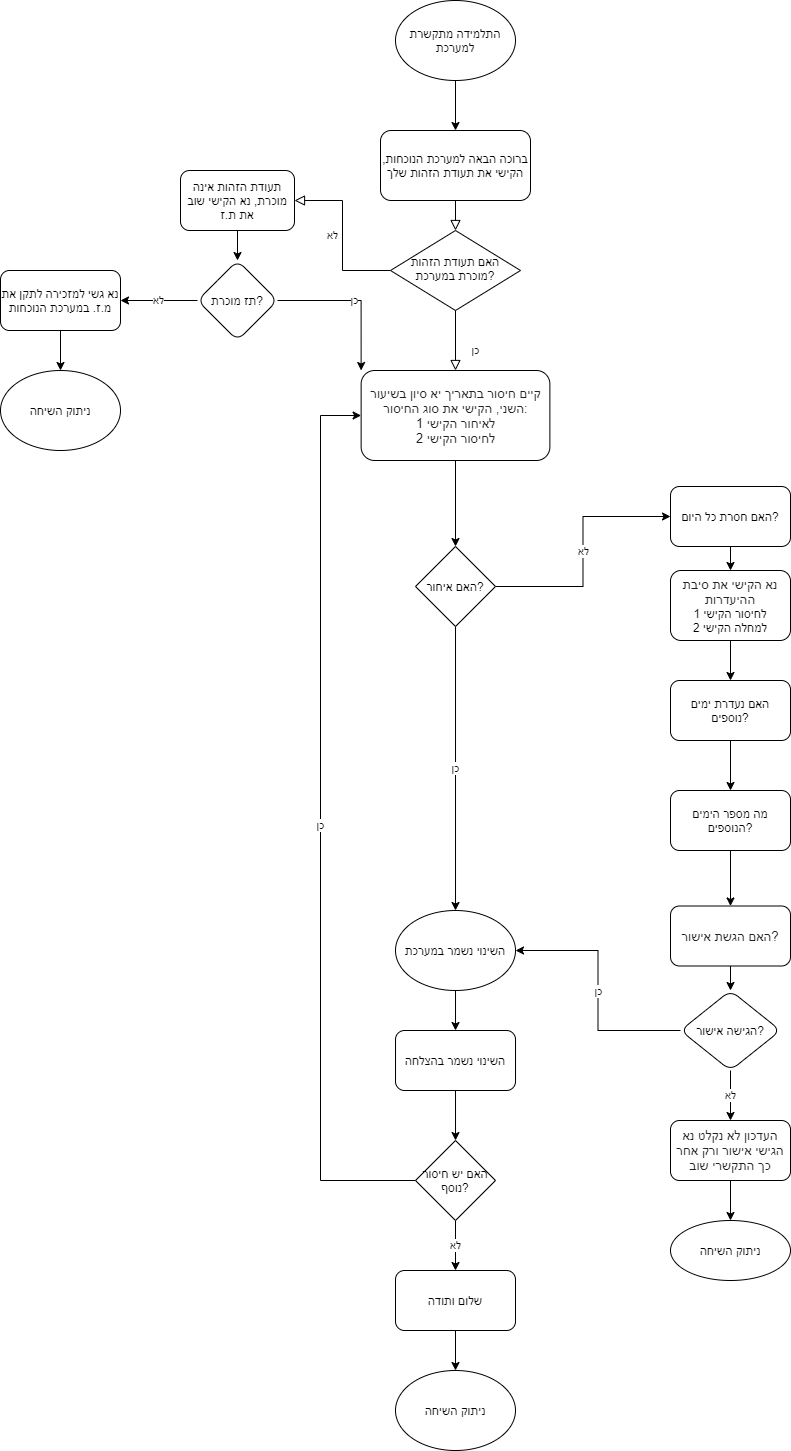 התלמידה מתקשרת
למערכת
ברוכה הבאה למערכת הנוכחות,
הקישי את תעודת הזהות שלך
תעודת הזהות אינה
מוכרת, נא הקישי שוב
את ת.ז
לא
האם תעודת הזהות
מוכרת במערכת?
תז מוכרת?
כן
לא
נא גשי למזכירה לתקן את
מ.ז. במערכת הנוכחות
ניתוק השיחה
כן
קיים חיסור בתאריך יא סיון בשיעור
השני, הקישי את סוג החיסור:
לאיחור הקישי 1
לחיסור הקישי 2
האם איחור?
לא
האם חסרת כל היום?
נא הקישי את סיבת
ההיעדרות
לחיסור הקישי 1
למחלה הקישי 2
האם נעדרת ימים
נוספים?
כן
מה מספר הימים
הנוספים?
כן
האם הגשת אישור?
השינוי נשמר במערכת
כן
הגישה אישור?
השינוי נשמר בהצלחה
לא
העדכון לא נקלט נא
הגישי אישור ורק אחר
כך התקשרי שוב
האם יש חיסור
נוסף?
לא
ניתוק השיחה
שלום ותודה
ניתוק השיחה